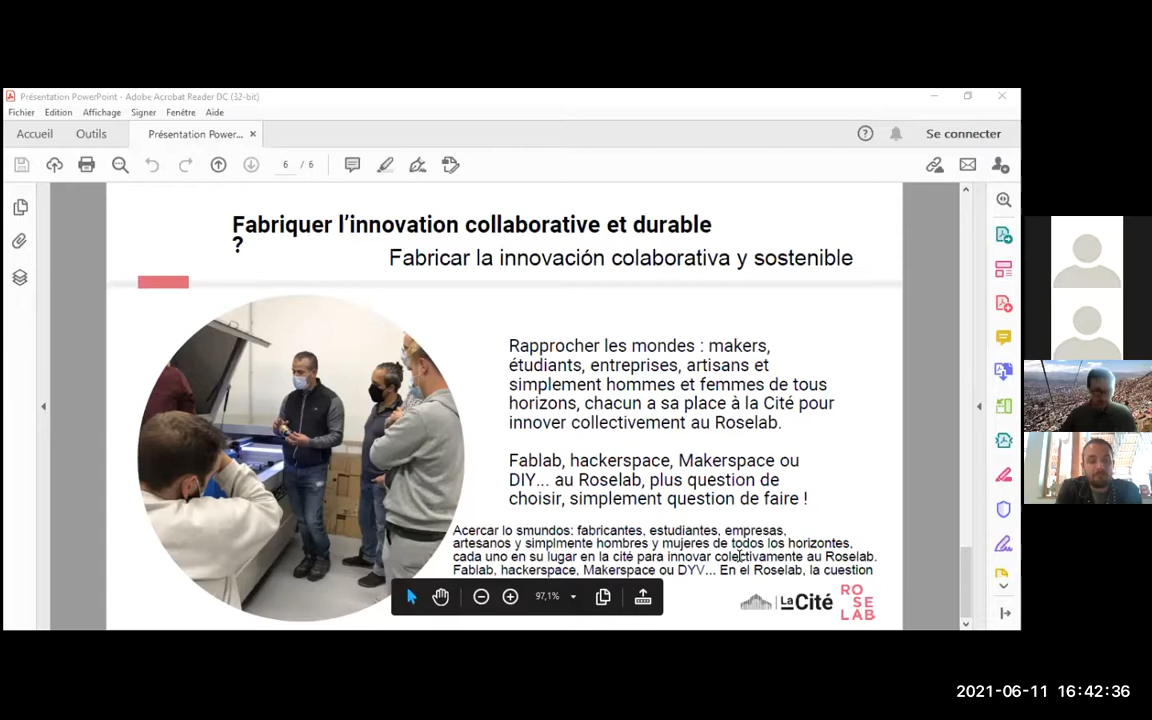 Présentation PowerPoint - Adobe Acrobat Reader DC (32-bit)
Fichier Edition Affichage Signer Fenêtre Aide
Accueil Outils Présentation Power... × Se connecter
6 / 6
Fabriquer l'innovation collaborative et durable
?
Fabricar la innovación colaborativa y sostenible
Rapprocher les mondes : makers,
étudiants, entreprises, artisans et
simplement hommes et femmes de tous
horizons, chacun a sa place à la Cité pour
innover collectivement au Roselab.
Fablab, hackerspace, Makerspace ou
DIY... au Roselab, plus question de
choisir, simplement question de faire !
Acercar lo smundos: fabricantes, estudiantes, empresas,
artesanos y simplmente hombres y mujeres de todos los horizontes,
cada uno en su lugar en la cité para innovar colectivamente au Roselab.
Fablab, hackerspace, Makerspace ou DYV... En el Roselab, la cuestion
97,1%
La Cité
RO
SE
LAB
2021-06-11 16:42:36